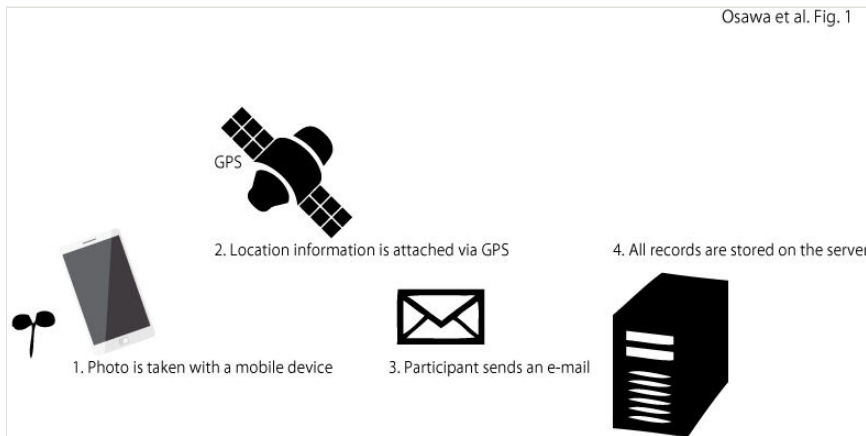 Osawa et al. Fig. 1
GPS
2. Location information is attached via GPS
4. All records are stored on the server
1. Photo is taken with a mobile device
3. Participant sends an e-mail